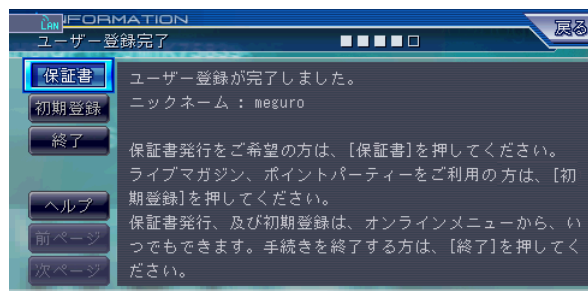 LAN INFORMATION
ユーザー登録完了
戻る
保証書
初期登録
終了
ヘルプ
前ページ
次ページ
ユーザー登録が完了しました。
ニックネーム : meguro
保証書発行をご希望の方は、[保証書]を押してください。
ライブマガジン、ポイントパーティーをご利用の方は、[初
期登録]を押してください。
保証書発行、及び初期登録は、オンラインメニューから、い
つでもできます。手続きを終了する方は、[終了]を押してく
ださい。